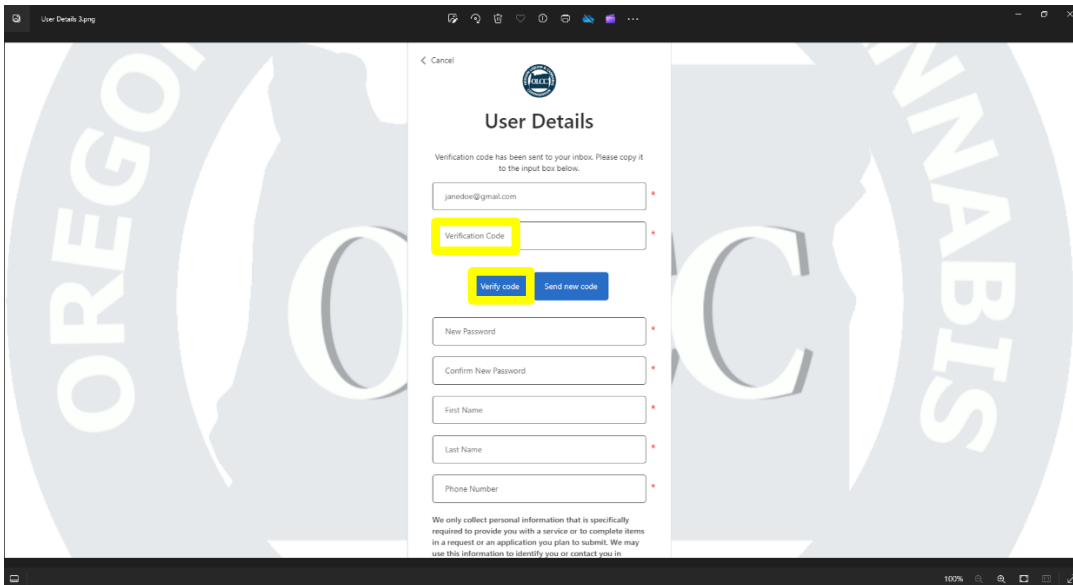 User Details 3.png
Cancel
OLCC
User Details
Verification code has been sent to your inbox. Please copy it
to the input box below.
janedoe@gmail.com *
Verification Code *
Verify code Send new code
New Password *
Confirm New Password *
First Name *
Last Name *
Phone Number *
We only collect personal information that is specifically
required to provide you with a service or to complete items
in a request or an application you plan to submit. We may
use this information to identify you or contact you in
OREGO
OLCC
NNABIS
100%